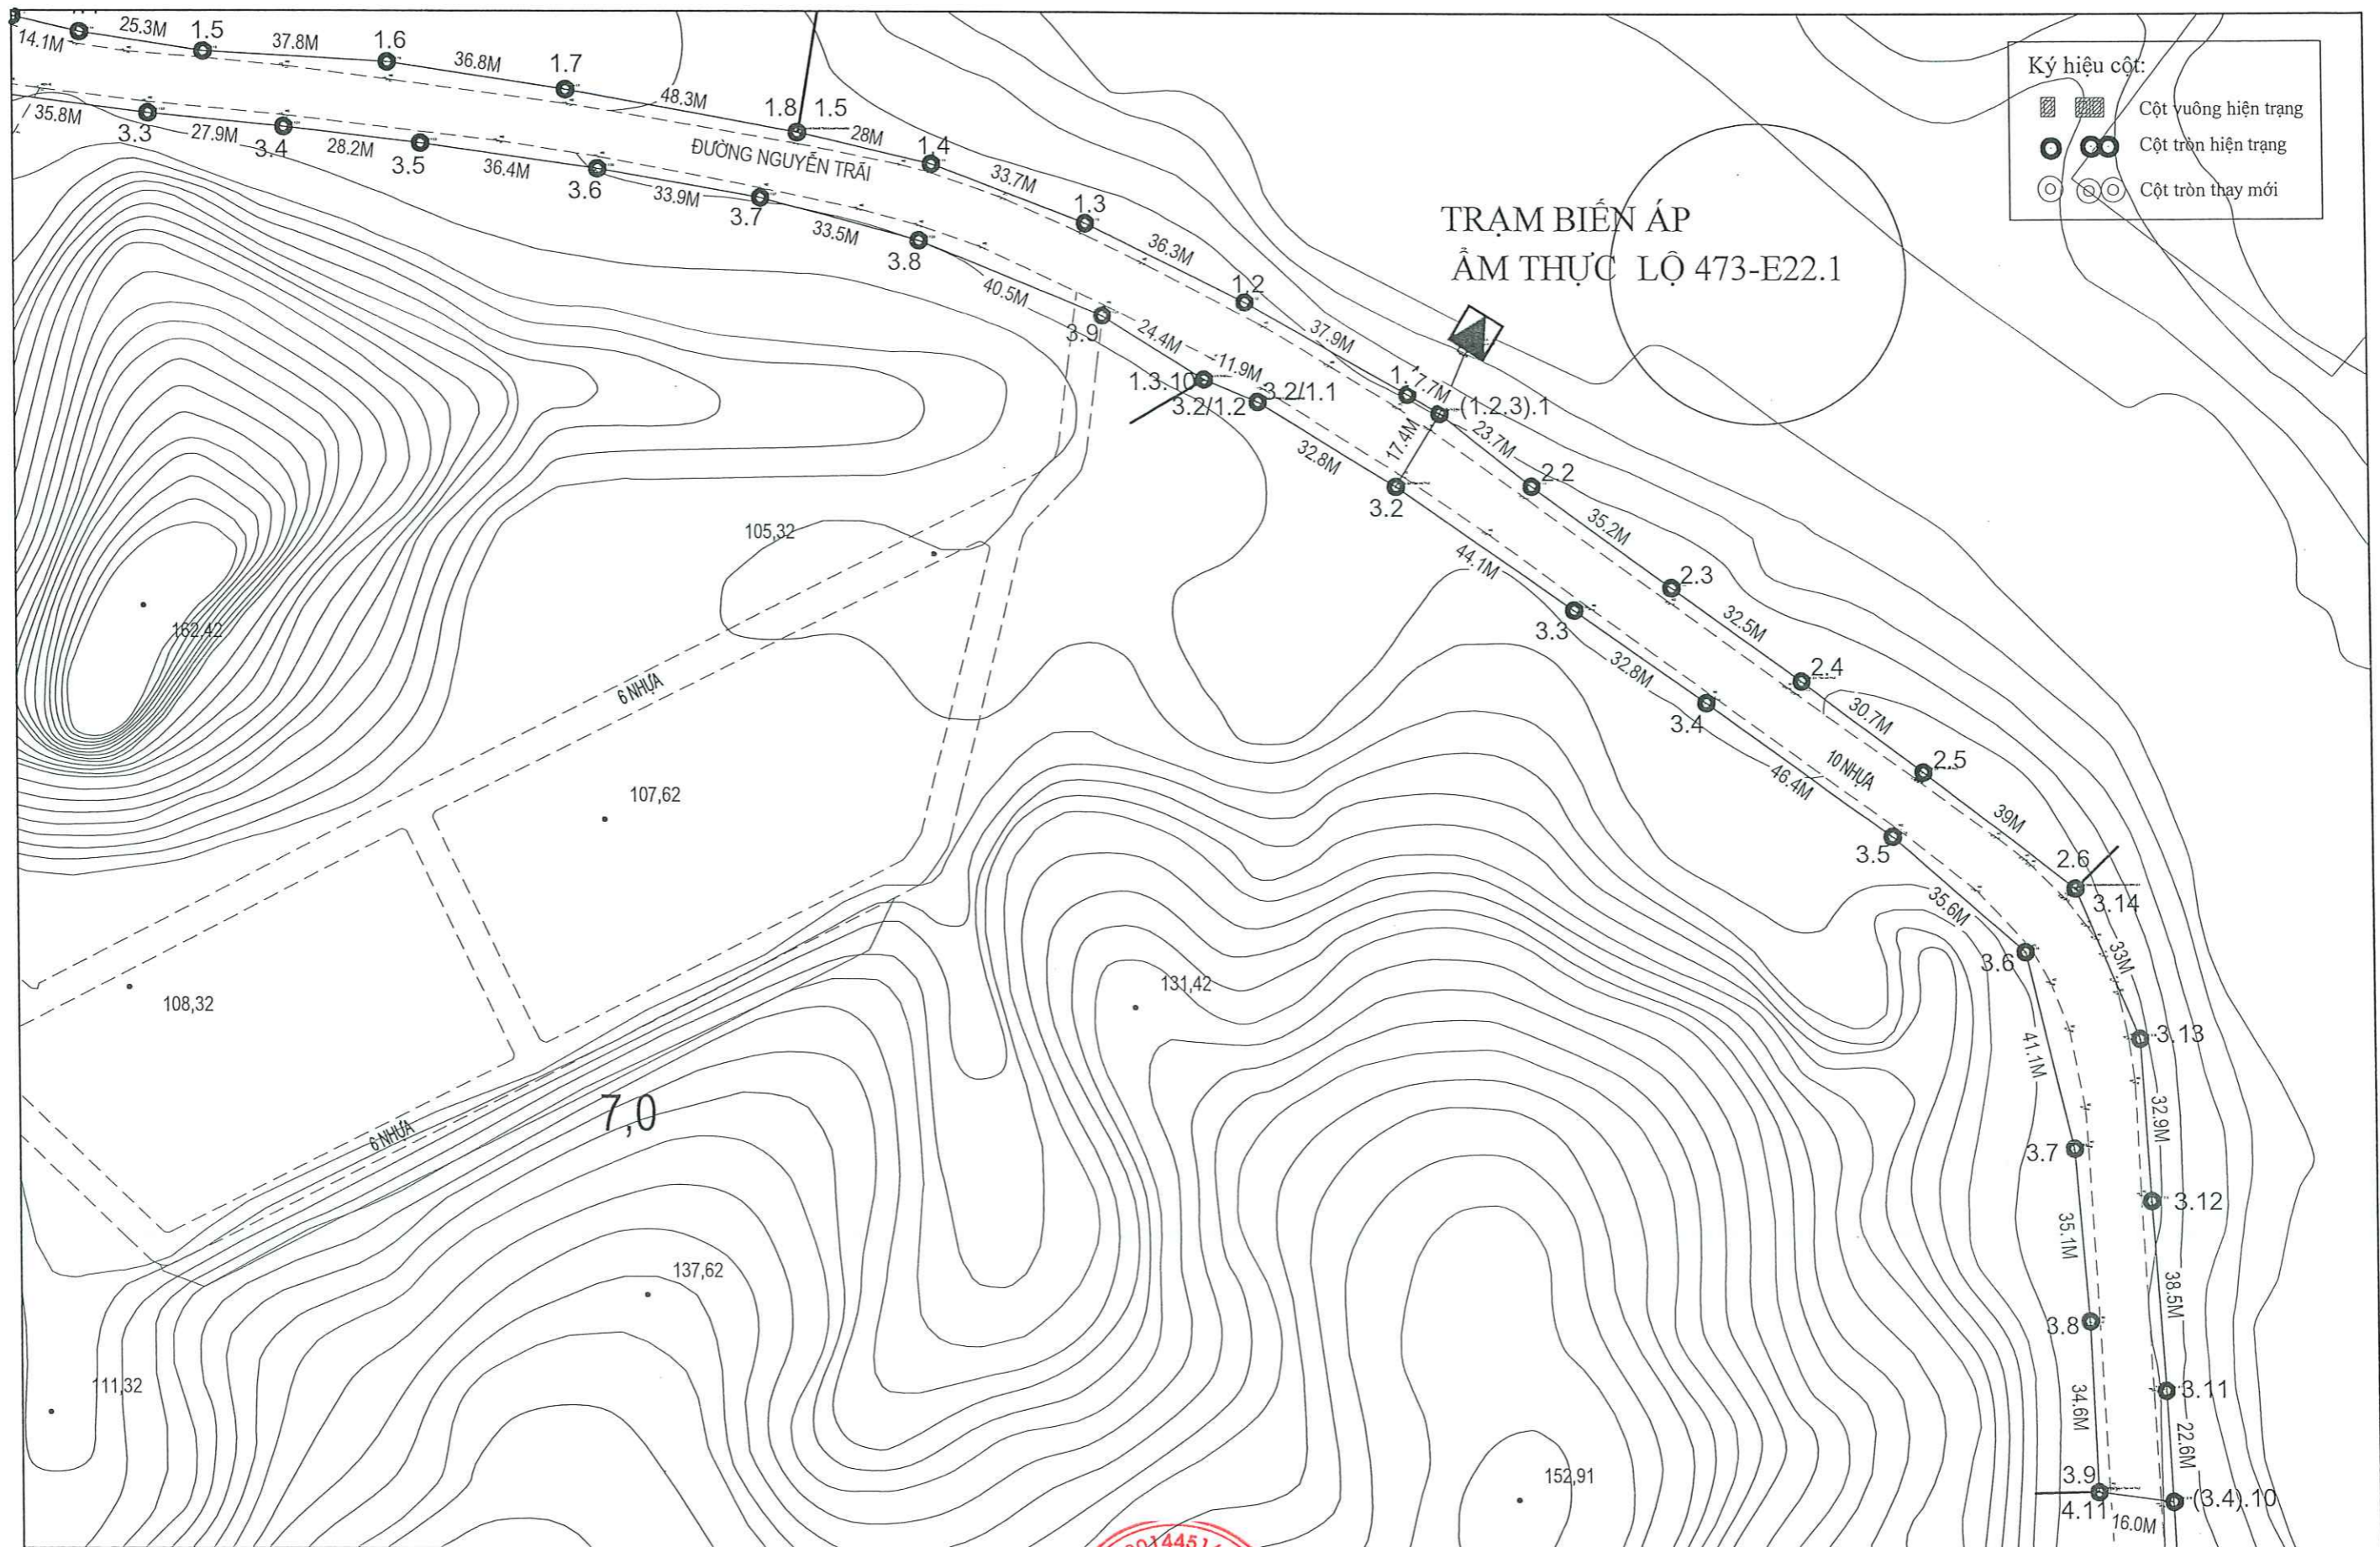 14.1M
25.3M
1.5
37.8M
1.6
36.8M
1.7
48.3M
1.8
1.5
28M
1.4
33.7M
1.3
36.3M
1.2
37.9M
7.7M
(1.2.3).1
Ký hiệu cột:
Cột vuông hiện trạng
Cột tròn hiện trạng
Cột tròn thay mới
35.8M
3.3
27.9M
3.4
28.2M
3.5
36.4M
3.6
33.9M
3.7
33.5M
3.8
40.5M
3.9
24.4M
11.9M
1.3.10
3.2/1.2
3.2/1.1
32.8M
ĐƯỜNG NGUYỄN TRÃI
TRẠM BIẾN ÁP
ẨM THỰC LỘ 473-E22.1
17.4M
23.7M
2.2
35.2M
2.3
32.5M
2.4
30.7M
2.5
39M
2.6
3.14
33M
3.13
32.9M
3.12
38.5M
3.11
22.6M
(3.4).10
3.2
44.1M
3.3
32.8M
3.4
46.4M
10 NHỰA
3.5
35.6M
3.6
41.1M
3.7
35.1M
3.8
34.6M
3.9
4.11
16.0M
105,32
162.42
6 NHỰA
107,62
108,32
131,42
7,0
6 NHỰA
137,62
111,32
152,91